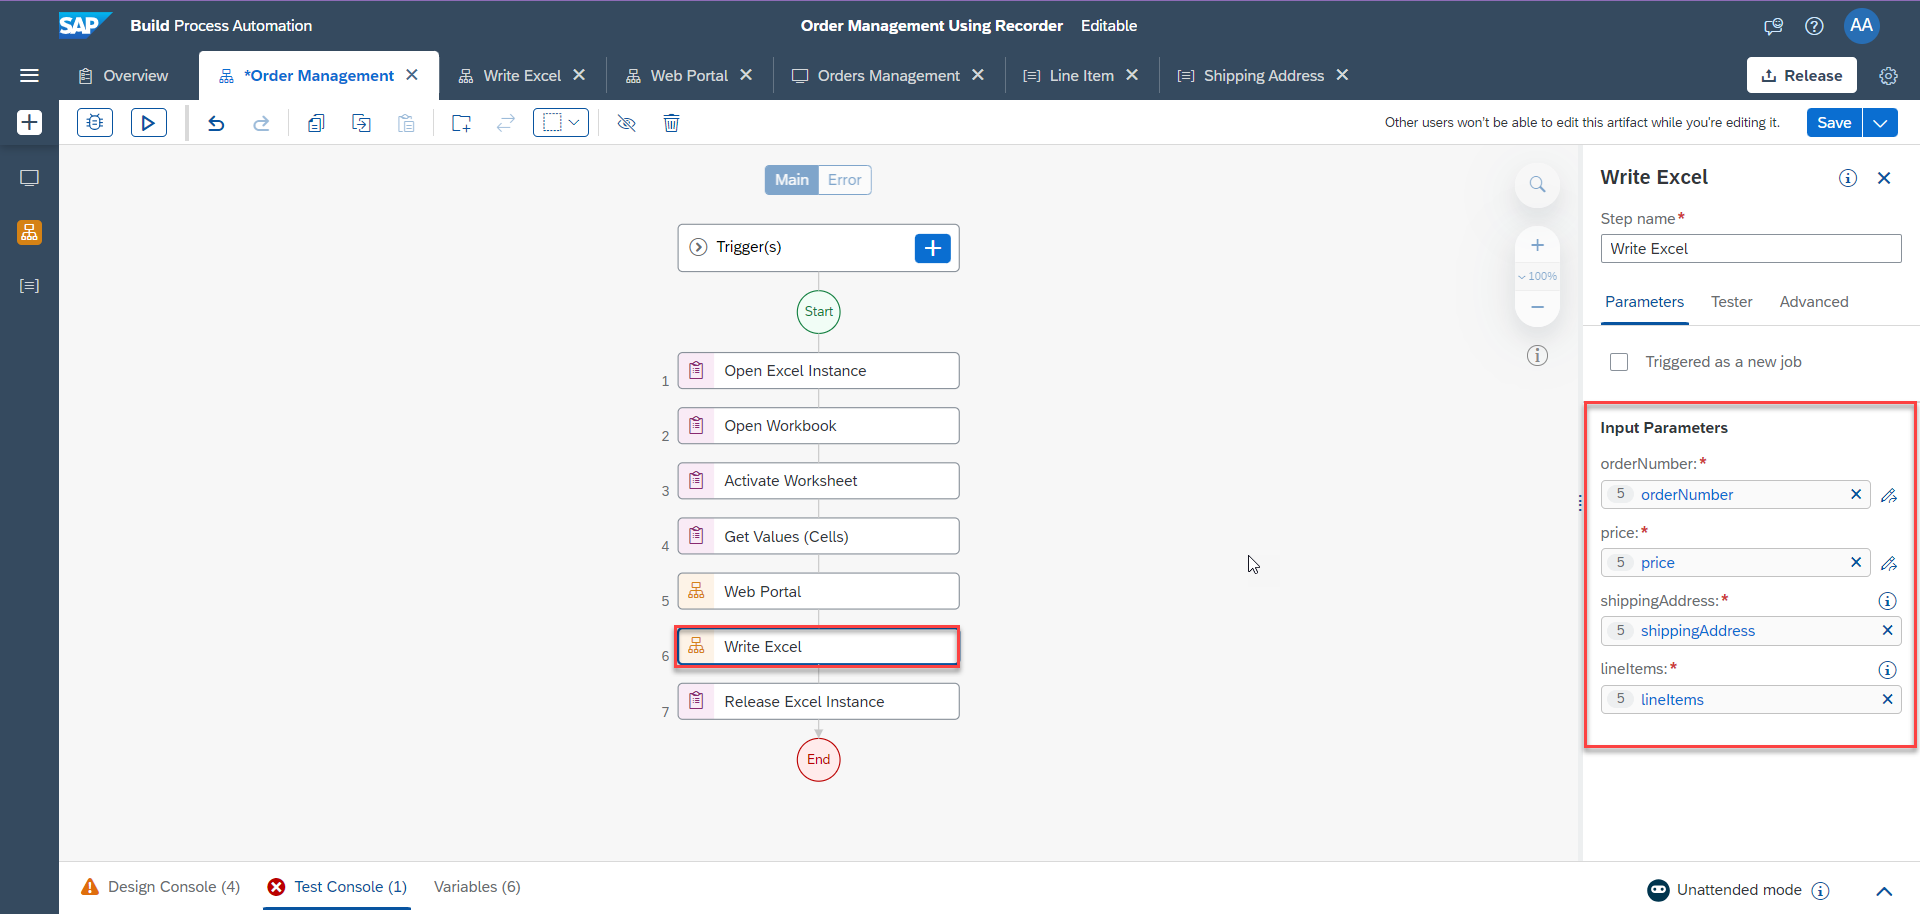 SAP Build Process Automation
Order Management Using Recorder Editable
AA
Overview
*Order Management
Write Excel
Web Portal
Orders Management
Line Item
Shipping Address
Release
Other users won't be able to edit this artifact while you're editing it.
Save
Main Error
Trigger(s)
Start
1 Open Excel Instance
2 Open Workbook
3 Activate Worksheet
4 Get Values (Cells)
5 Web Portal
6 Write Excel
7 Release Excel Instance
End
100%
Write Excel
Step name*
Write Excel
Parameters Tester Advanced
Triggered as a new job
Input Parameters
orderNumber:*
5 orderNumber
price:*
5 price
shippingAddress:*
5 shippingAddress
lineItems:*
5 lineItems
Design Console (4) Test Console (1) Variables (6)
Unattended mode